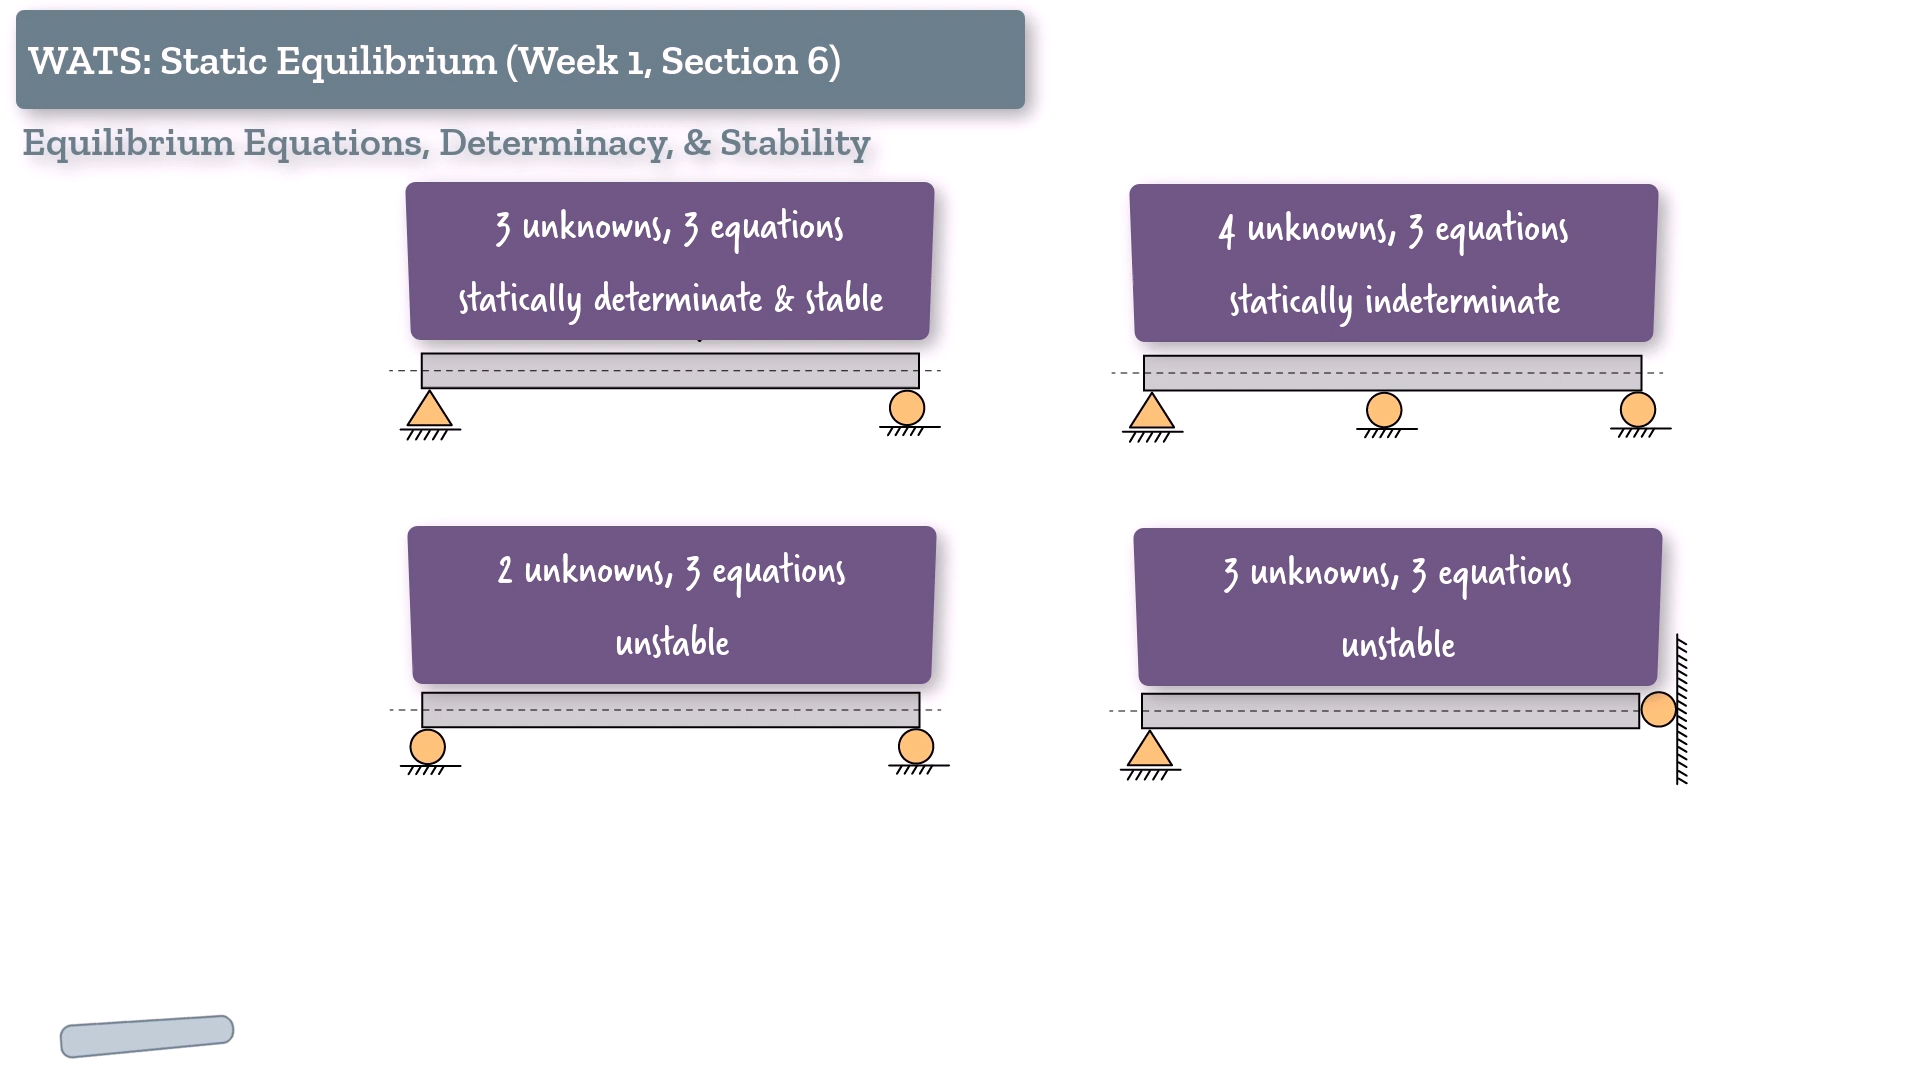 WATS: Static Equilibrium (Week 1, Section 6)
Equilibrium Equations, Determinacy, & Stability
3 unknowns, 3 equations
statically determinate & stable
4 unknowns, 3 equations
statically indeterminate
2 unknowns, 3 equations
unstable
3 unknowns, 3 equations
unstable